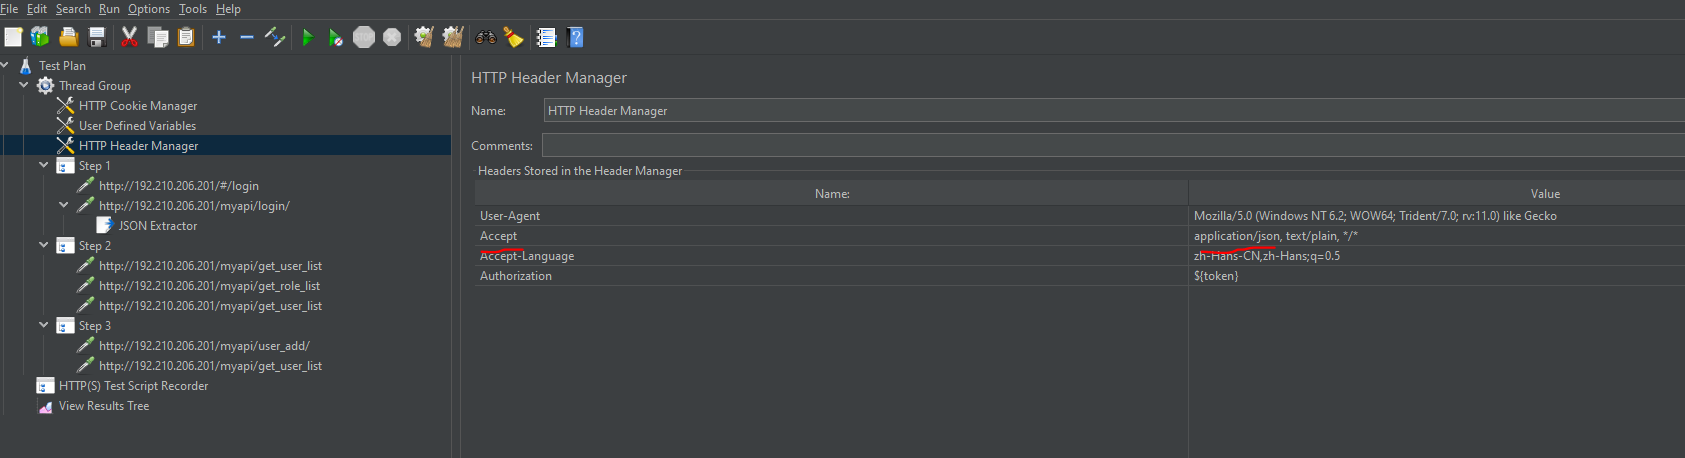 File Edit Search Run Options Tools Help
Test Plan
Thread Group
HTTP Cookie Manager
User Defined Variables
HTTP Header Manager
Step 1
http://192.210.206.201/#/login
http://192.210.206.201/myapi/login/
JSON Extractor
Step 2
http://192.210.206.201/myapi/get_user_list
http://192.210.206.201/myapi/get_role_list
http://192.210.206.201/myapi/get_user_list
Step 3
http://192.210.206.201/myapi/user_add/
http://192.210.206.201/myapi/get_user_list
HTTP(S) Test Script Recorder
View Results Tree
HTTP Header Manager
Name: HTTP Header Manager
Comments:
Headers Stored in the Header Manager
Name: Value
User-Agent Mozilla/5.0 (Windows NT 6.2; WOW64; Trident/7.0; rv:11.0) like Gecko
Accept application/json, text/plain, */*
Accept-Language zh-Hans-CN,zh-Hans;q=0.5
Authorization ${token}